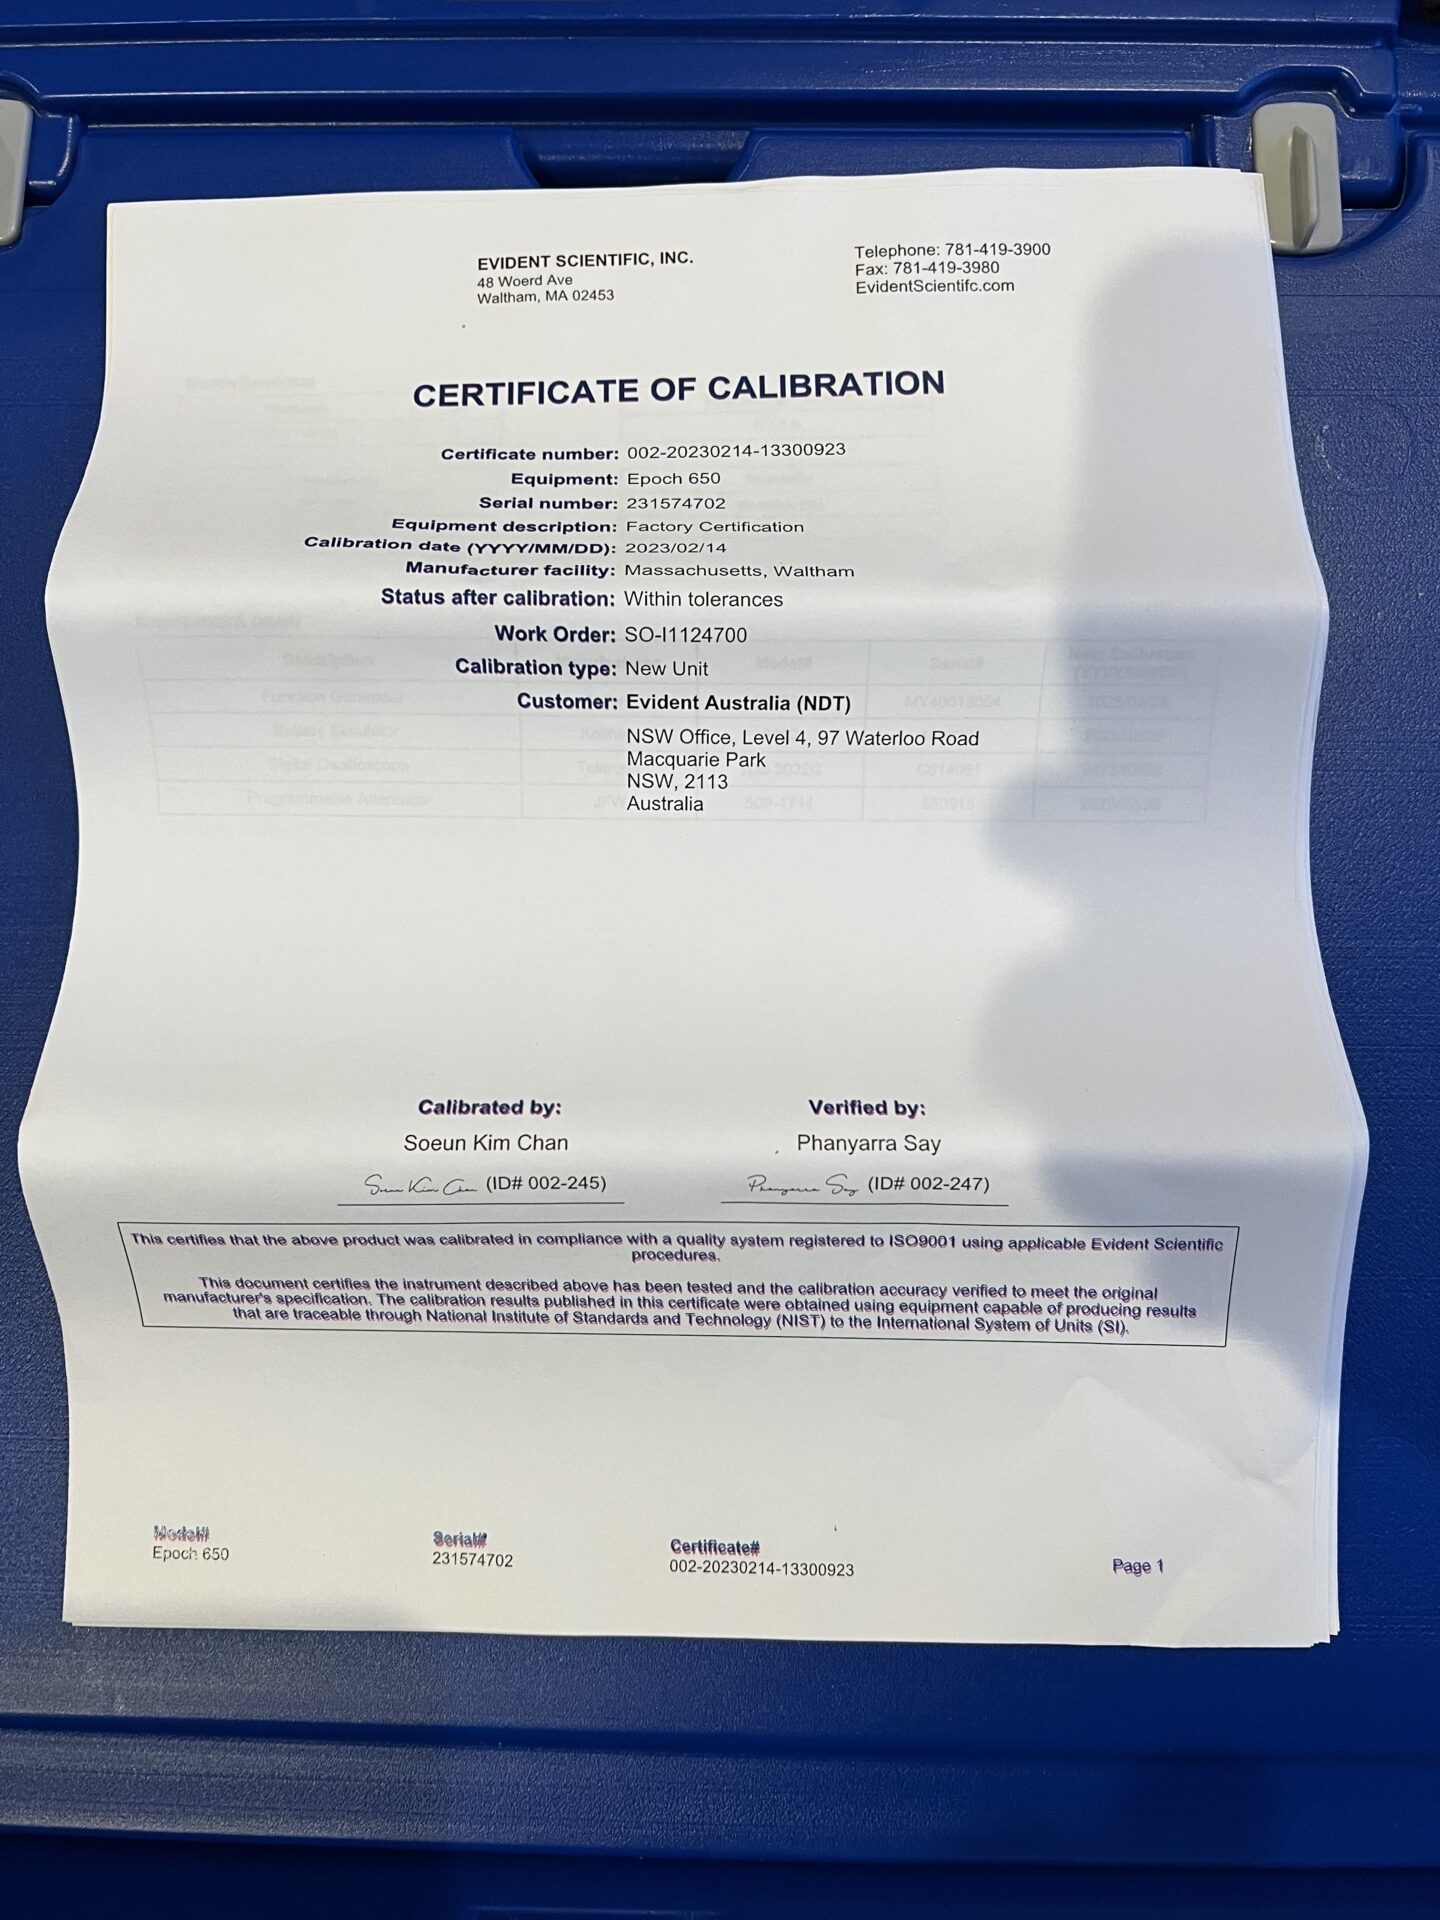 EVIDENT SCIENTIFIC, INC.
48 Woerd Ave
Waltham, MA 02453
Telephone: 781-419-3900
Fax: 781-419-3980
EvidentScientifc.com
CERTIFICATE OF CALIBRATION
Certificate number: 002-20230214-13300923
Equipment: Epoch 650
Serial number: 231574702
Equipment description: Factory Certification
Calibration date (YYYY/MM/DD): 2023/02/14
Manufacturer facility: Massachusetts, Waltham
Status after calibration: Within tolerances
Work Order: SO-I1124700
Calibration type: New Unit
Customer: Evident Australia (NDT)
NSW Office, Level 4, 97 Waterloo Road
Macquarie Park
NSW, 2113
Australia
Calibrated by:
Soeun Kim Chan
Soeun Kim Chan (ID# 002-245)
Verified by:
Phanyarra Say
Phanyarra Say (ID# 002-247)
This certifies that the above product was calibrated in compliance with a quality system registered to ISO9001 using applicable Evident Scientific
procedures.
This document certifies the instrument described above has been tested and the calibration accuracy verified to meet the original
manufacturer's specification. The calibration results published in this certificate were obtained using equipment capable of producing results
that are traceable through National Institute of Standards and Technology (NIST) to the International System of Units (SI).
Model#
Epoch 650
Serial#
231574702
Certificate#
002-20230214-13300923
Page 1